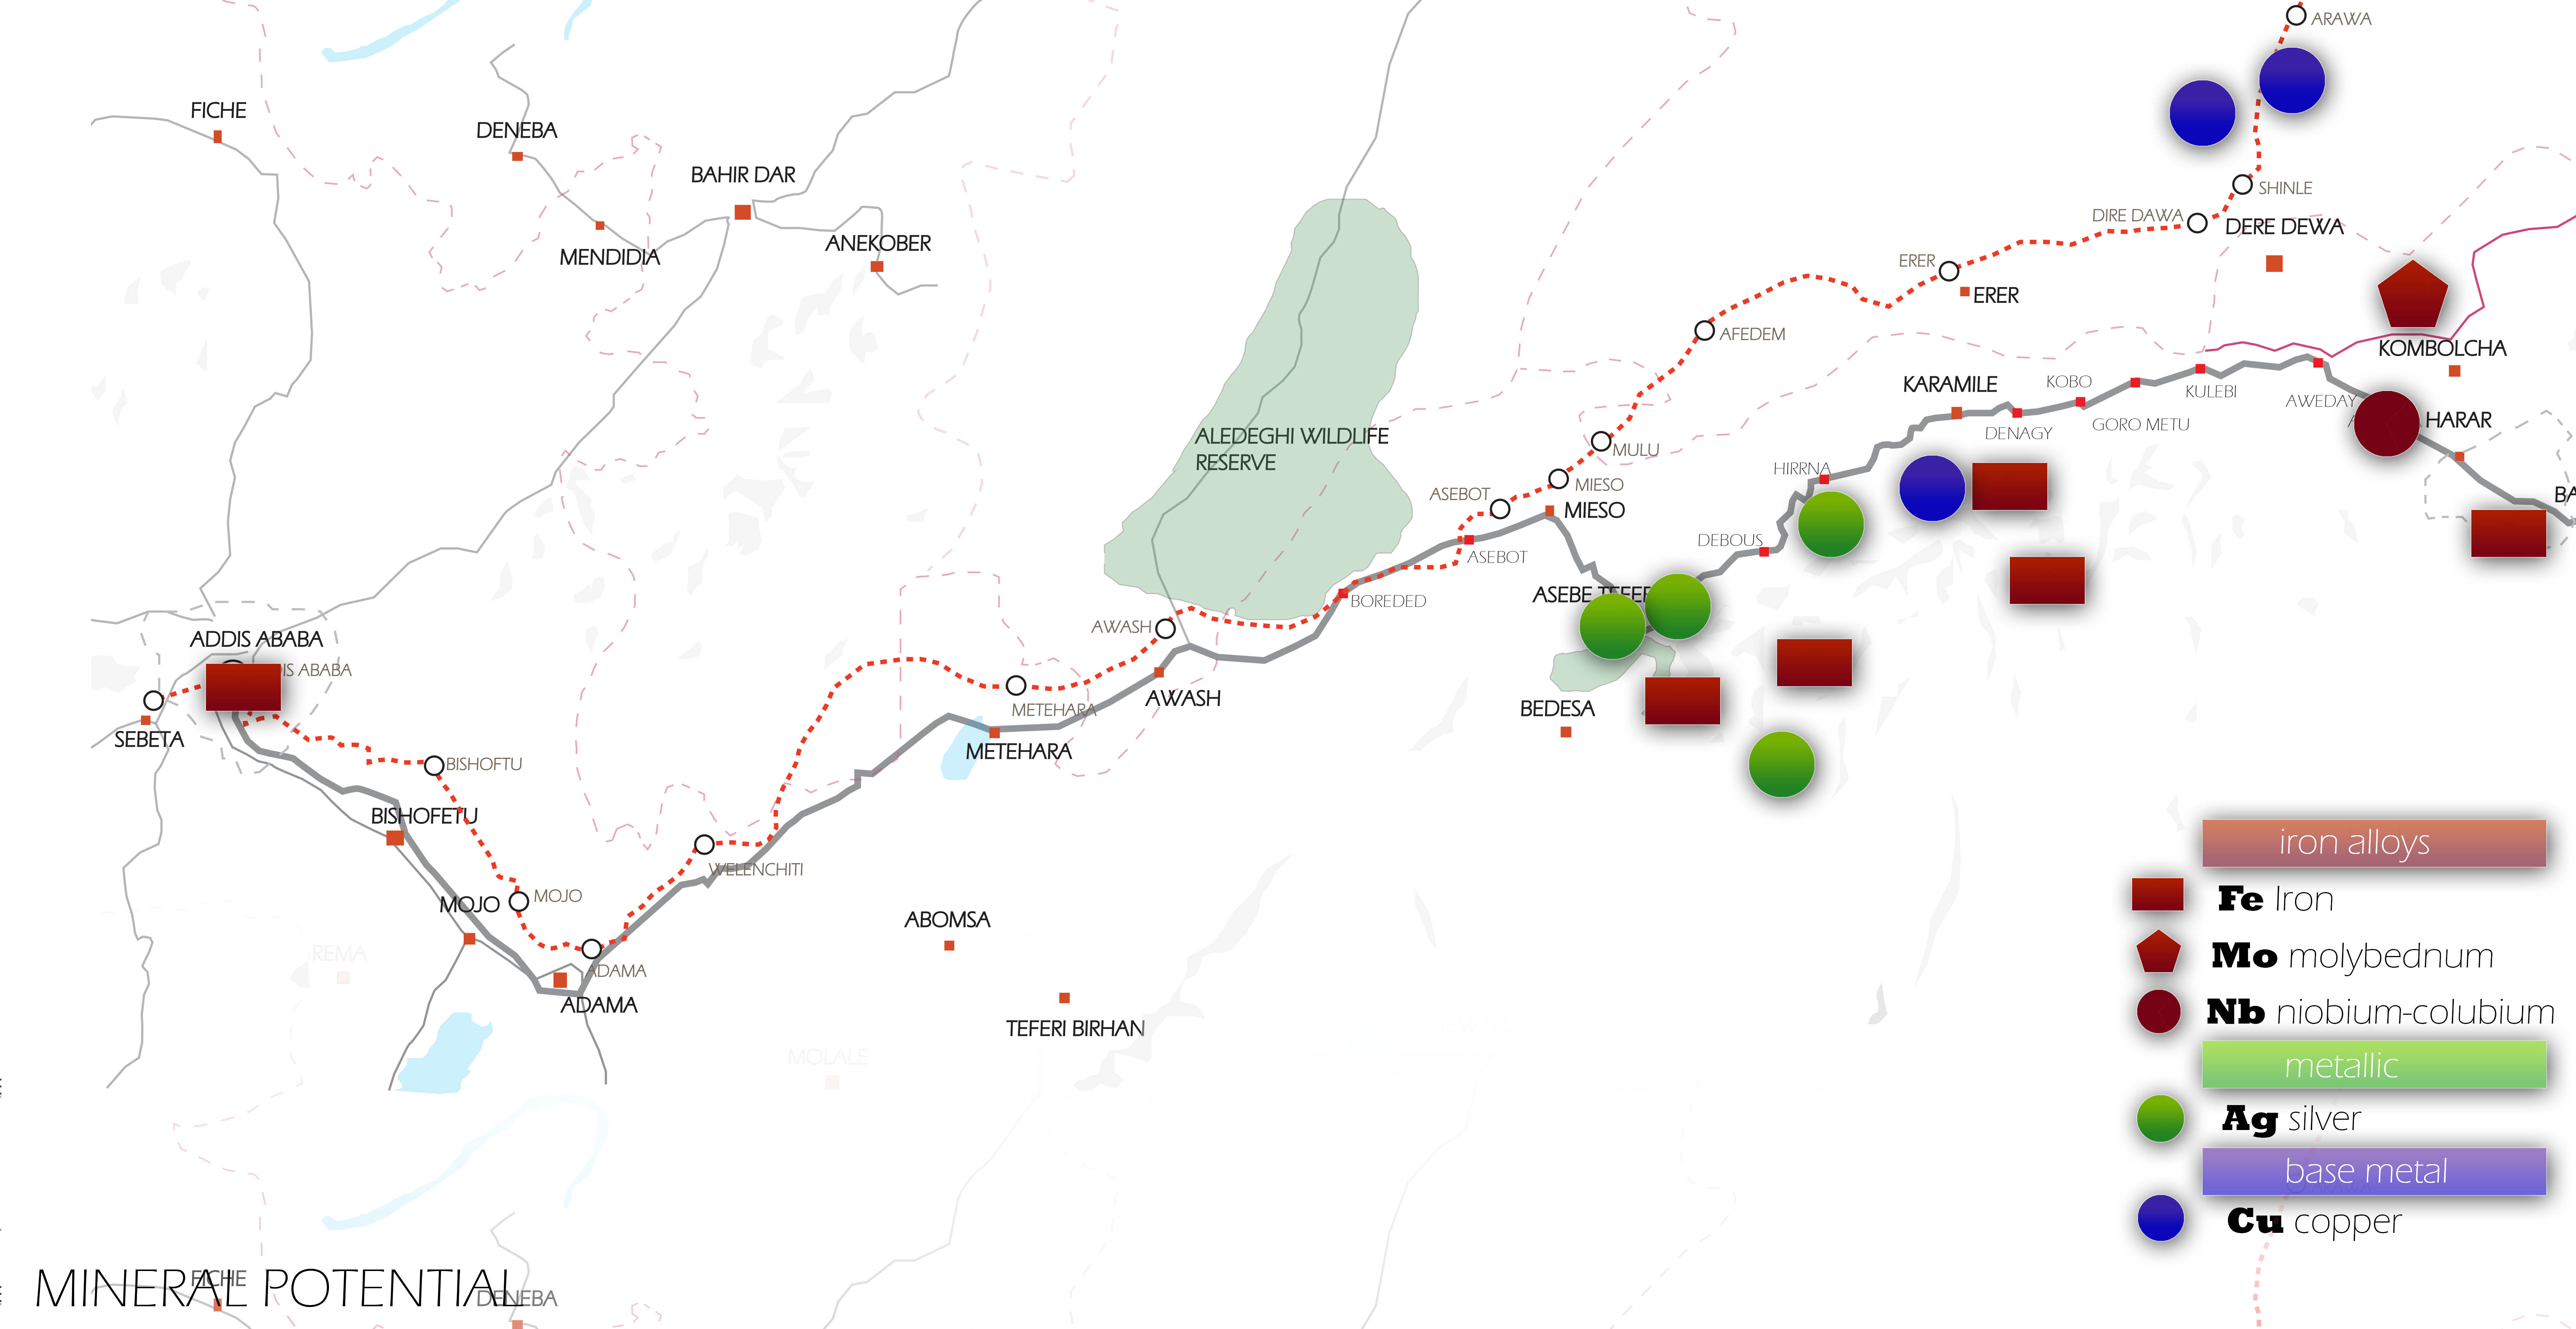 ARAWA
FICHE
DENEBA
BAHIR DAR
SHINLE
DIRE DAWA
DERE DEWA
ANEKOBER
MENDIDIA
ERER
ERER
AFEDEM
KOMBOLCHA
KARAMILE
KOBO
KULEBI
AWEDAY
HARAR
GORO METU
DENAGY
ALEDEGHI WILDLIFE
RESERVE
MULU
HIRRNA
MIESO
ASEBOT
MIESO
DEBOUS
ASEBOT
BOREDED
ASEBE TEFER
AWASH
ADDIS ABABA
IS ABABA
AWASH
METEHARA
BEDESA
SEBETA
METEHARA
BISHOFTU
BISHOFETU
WELENCHITI
MOJO
MOJO
ABOMSA
REMA
ADAMA
ADAMA
TEFERI BIRHAN
MOLALE
iron alloys
Fe Iron
Mo molybednum
Nb niobium-colubium
metallic
Ag silver
base metal
Cu copper
FICHE
MINERAL POTENTIAL
DENEBA